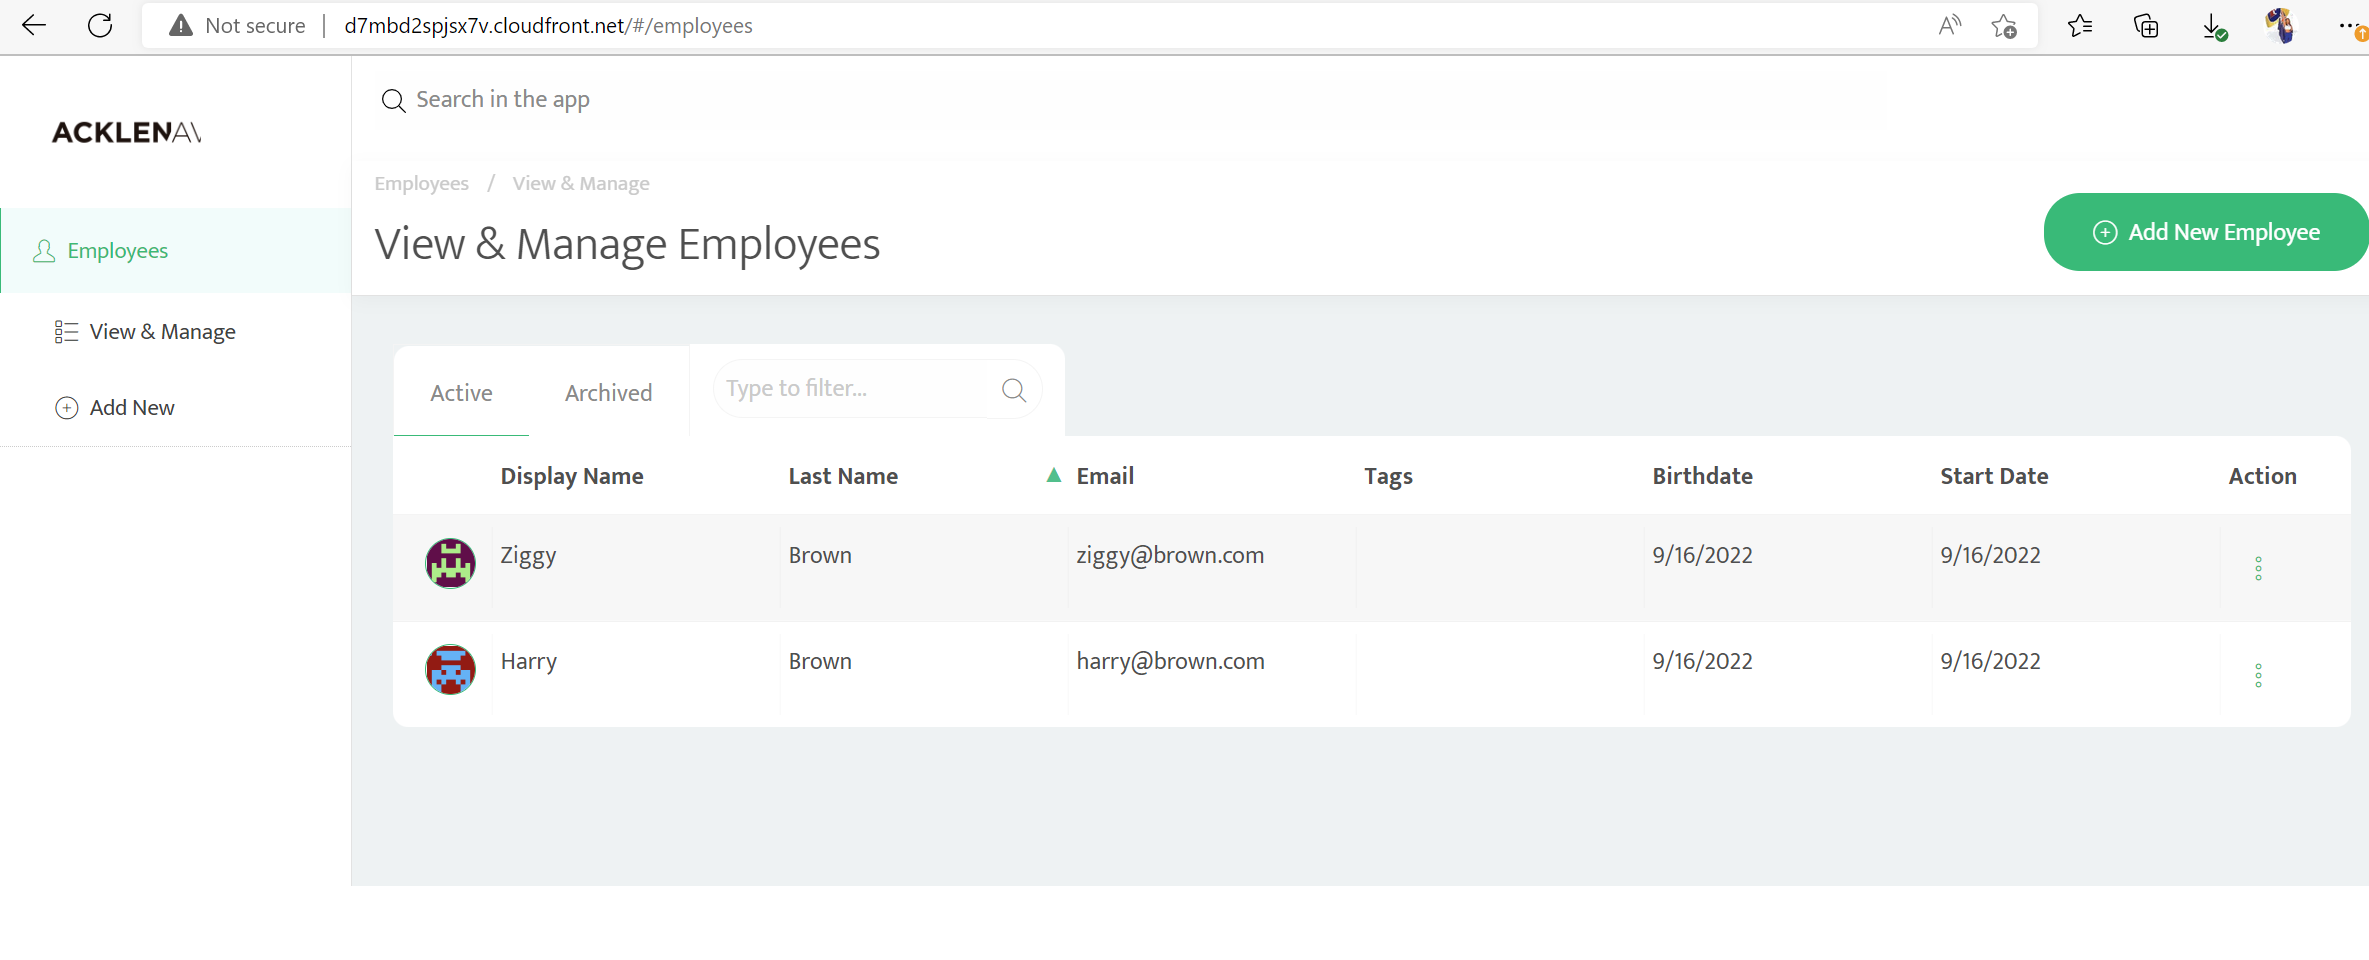 Not secure | d7mbd2spjsx7v.cloudfront.net/#/employees
Search in the app
ACKLENAV
Employees / View & Manage
View & Manage Employees
Add New Employee
Employees
View & Manage
Add New
Active Archived Type to filter...
Display Name Last Name Email Tags Birthdate Start Date Action
Ziggy Brown ziggy@brown.com 9/16/2022 9/16/2022
Harry Brown harry@brown.com 9/16/2022 9/16/2022